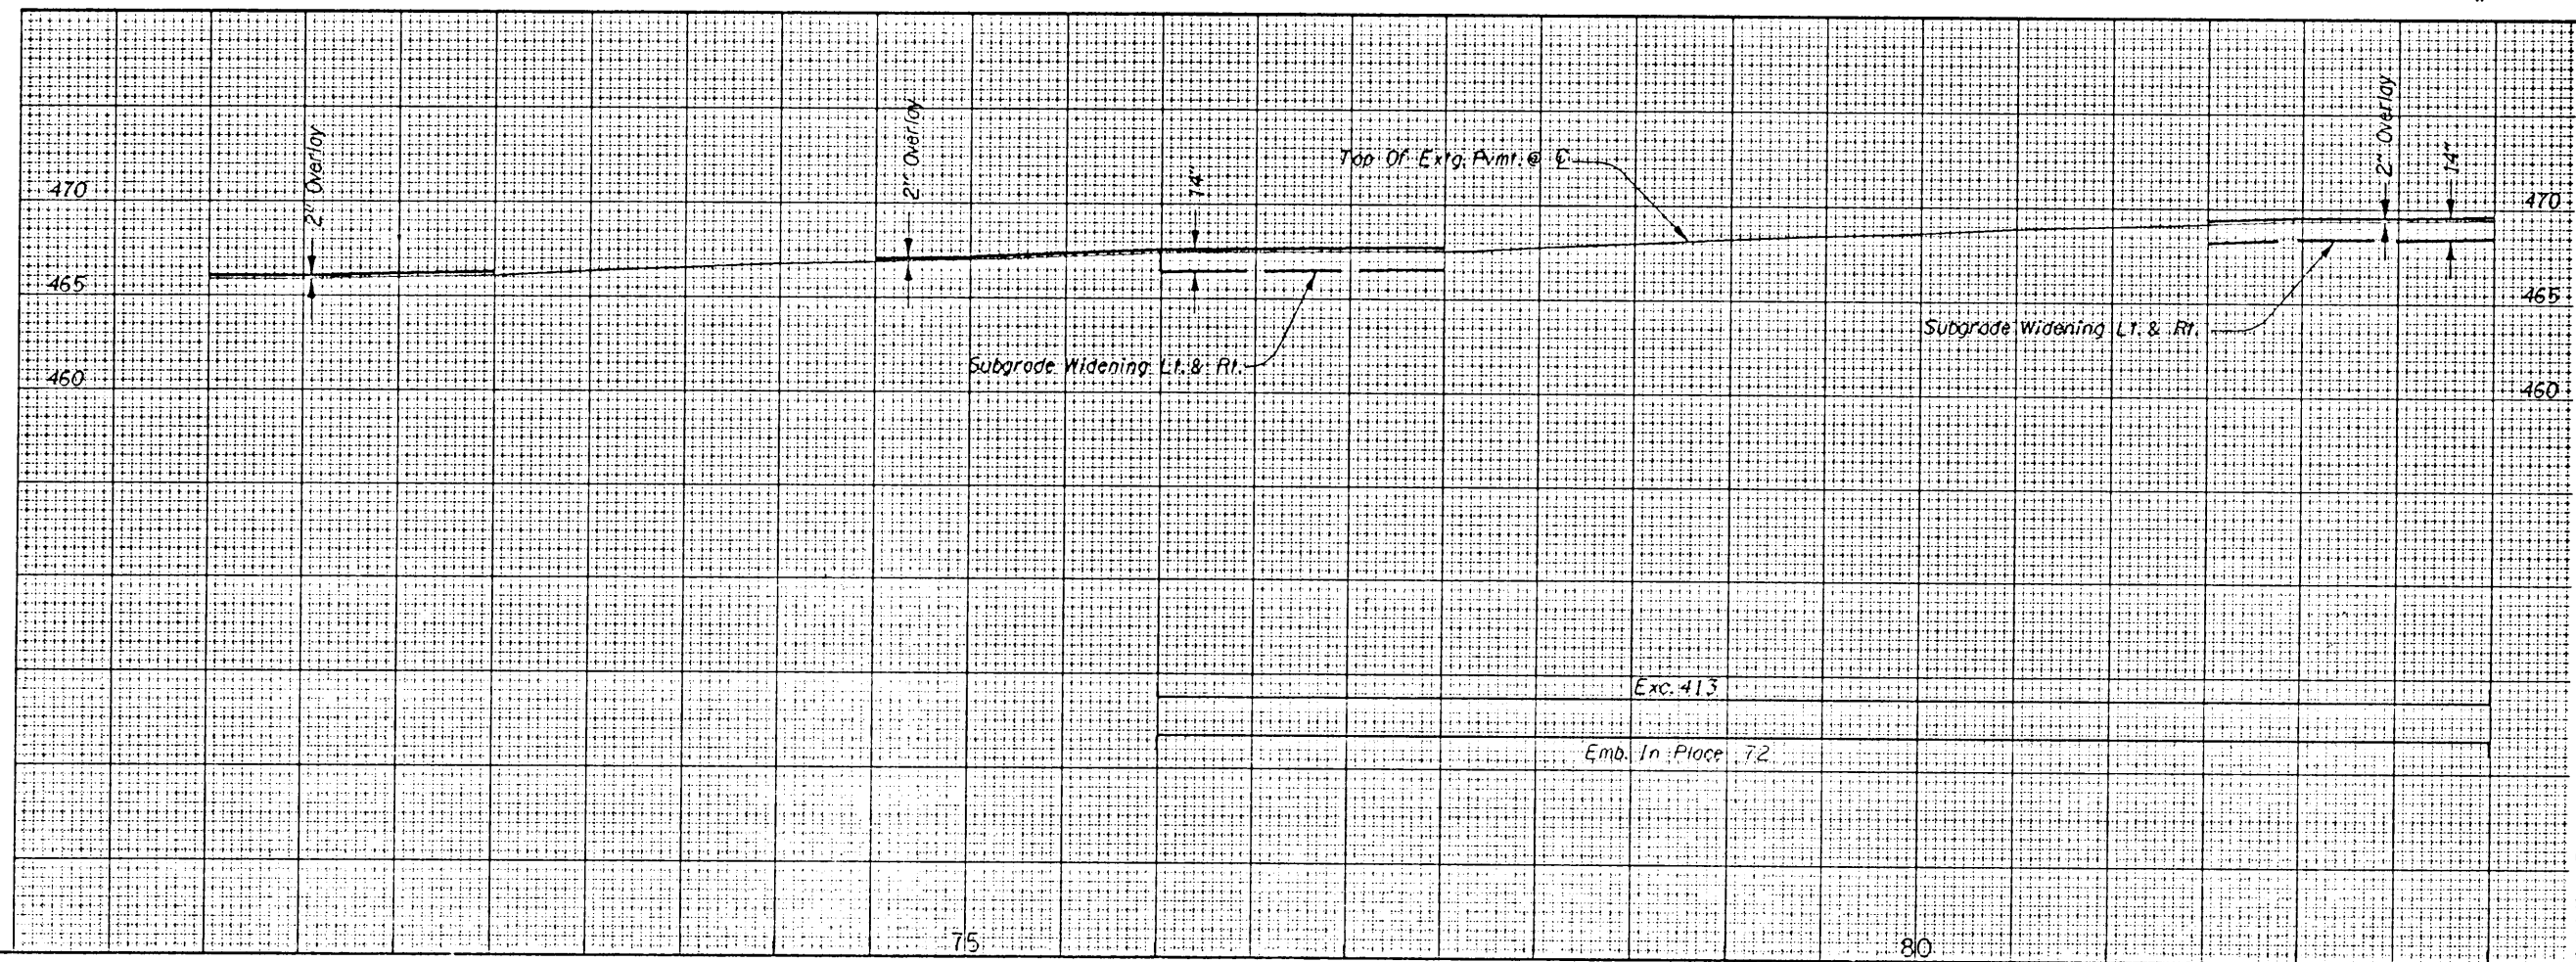 2" Overlay
2" Overlay
14"
Top Of Extg. Pvmt. @ ℄
2" Overlay
14"
470
470
465
465
Subgrade Widening Lt. & Rt.
Subgrade Widening Lt. & Rt.
460
460
Exc. 413
Emb. In Place 72
75
80